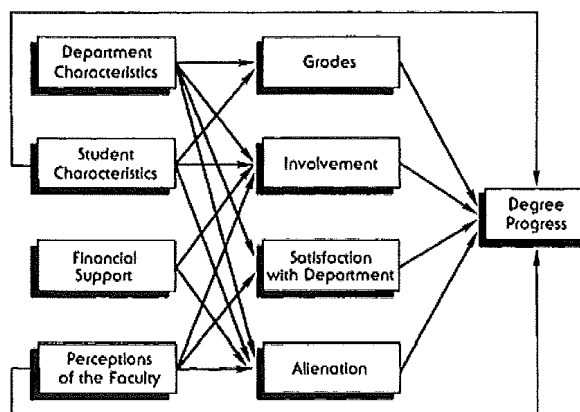 Department
Characteristics
Grades
Student
Characteristics
Involvement
Degree
Progress
Financial
Support
Satisfaction
with Department
Perceptions
of the Faculty
Alienation